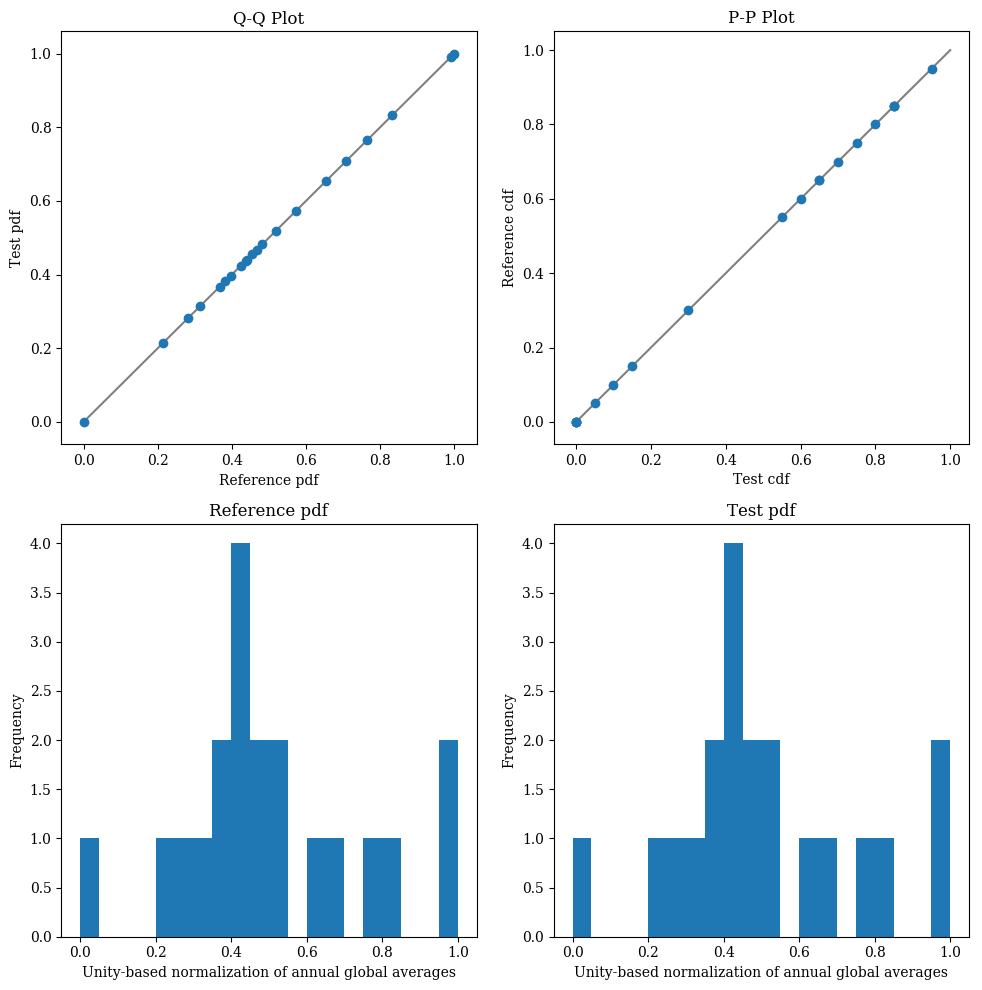 Q-Q Plot
1.0
0.8
0.6
0.4
0.2
0.0
Test pdf
0.0 0.2 0.4 0.6 0.8 1.0
Reference pdf
P-P Plot
1.0
0.8
0.6
0.4
0.2
0.0
Reference cdf
0.0 0.2 0.4 0.6 0.8 1.0
Test cdf
Reference pdf
4.0
3.5
3.0
2.5
2.0
1.5
1.0
0.5
0.0
Frequency
0.0 0.2 0.4 0.6 0.8 1.0
Unity-based normalization of annual global averages
Test pdf
4.0
3.5
3.0
2.5
2.0
1.5
1.0
0.5
0.0
Frequency
0.0 0.2 0.4 0.6 0.8 1.0
Unity-based normalization of annual global averages